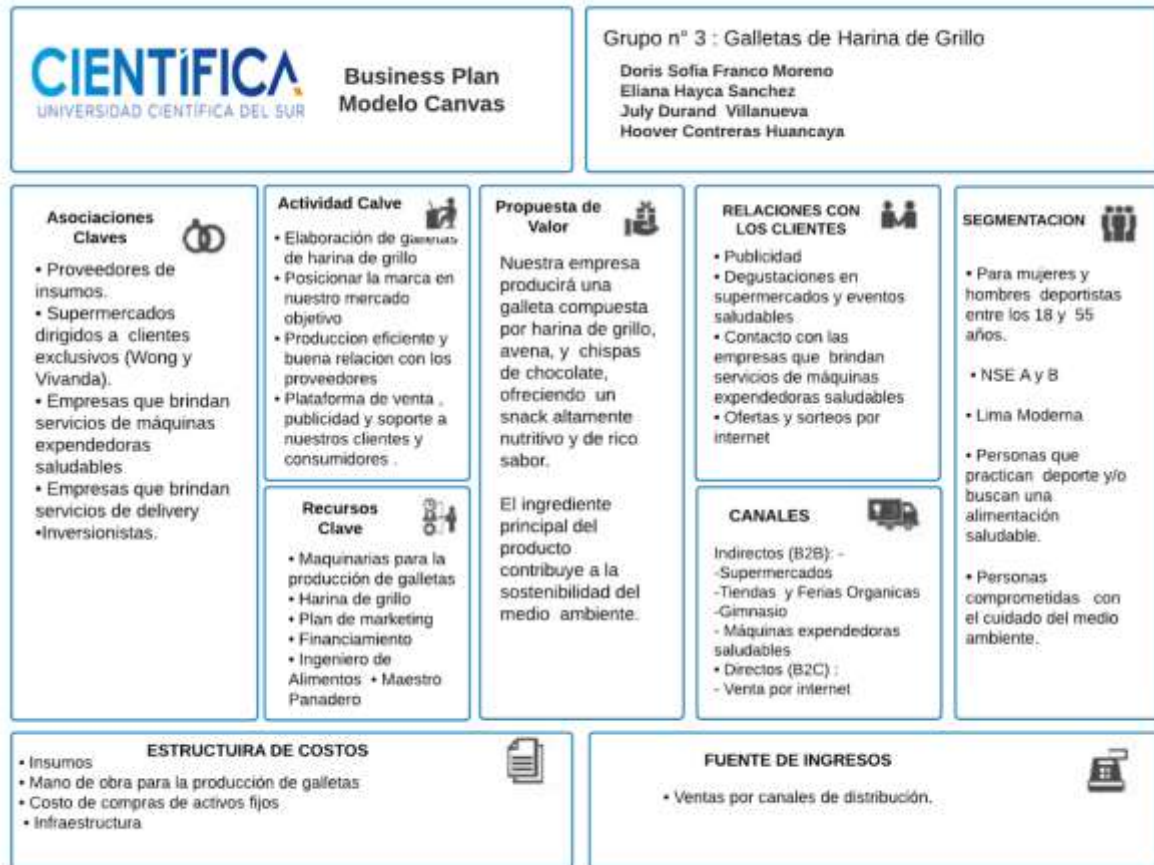 CIENTÍFICA
UNIVERSIDAD CIENTÍFICA DEL SUR
Business Plan
Modelo Canvas
Grupo n° 3 : Galletas de Harina de Grillo
Doris Sofia Franco Moreno
Eliana Hayca Sanchez
July Durand Villanueva
Hoover Contreras Huancaya
Asociaciones
Claves
• Proveedores de
insumos.
• Supermercados
dirigidos a clientes
exclusivos (Wong y
Vivanda).
• Empresas que brindan
servicios de máquinas
expendedoras
saludables
• Empresas que brindan
servicios de delivery
•Inversionistas.
Actividad Calve
• Elaboración de galletas
de harina de grillo
• Posicionar la marca en
nuestro mercado
objetivo
• Produccion eficiente y
buena relacion con los
proveedores
• Plataforma de venta ,
publicidad y soporte a
nuestros clientes y
consumidores .
Recursos
Clave
• Maquinarias para la
producción de galletas
• Harina de grillo
• Plan de marketing
• Financiamiento
• Ingeniero de
Alimentos • Maestro
Panadero
Propuesta de
Valor
Nuestra empresa
producirá una
galleta compuesta
por harina de grillo,
avena, y chispas
de chocolate,
ofreciendo un
snack altamente
nutritivo y de rico
sabor.
El ingrediente
principal del
producto
contribuye a la
sostenibilidad del
medio ambiente.
RELACIONES CON
LOS CLIENTES
• Publicidad
• Degustaciones en
supermercados y eventos
saludables
• Contacto con las
empresas que brindan
servicios de máquinas
expendedoras saludables
• Ofertas y sorteos por
internet
CANALES
Indirectos (B2B): -
-Supermercados
-Tiendas y Ferias Organicas
-Gimnasio
- Máquinas expendedoras
saludables
• Directos (B2C) :
- Venta por internet
SEGMENTACION
• Para mujeres y
hombres deportistas
entre los 18 y 55
años.
• NSE A y B
• Lima Moderna
• Personas que
practican deporte y/o
buscan una
alimentación
saludable.
• Personas
comprometidas con
el cuidado del medio
ambiente.
ESTRUCTUIRA DE COSTOS
• Insumos
• Mano de obra para la producción de galletas
• Costo de compras de activos fijos
• Infraestructura
FUENTE DE INGRESOS
• Ventas por canales de distribución.